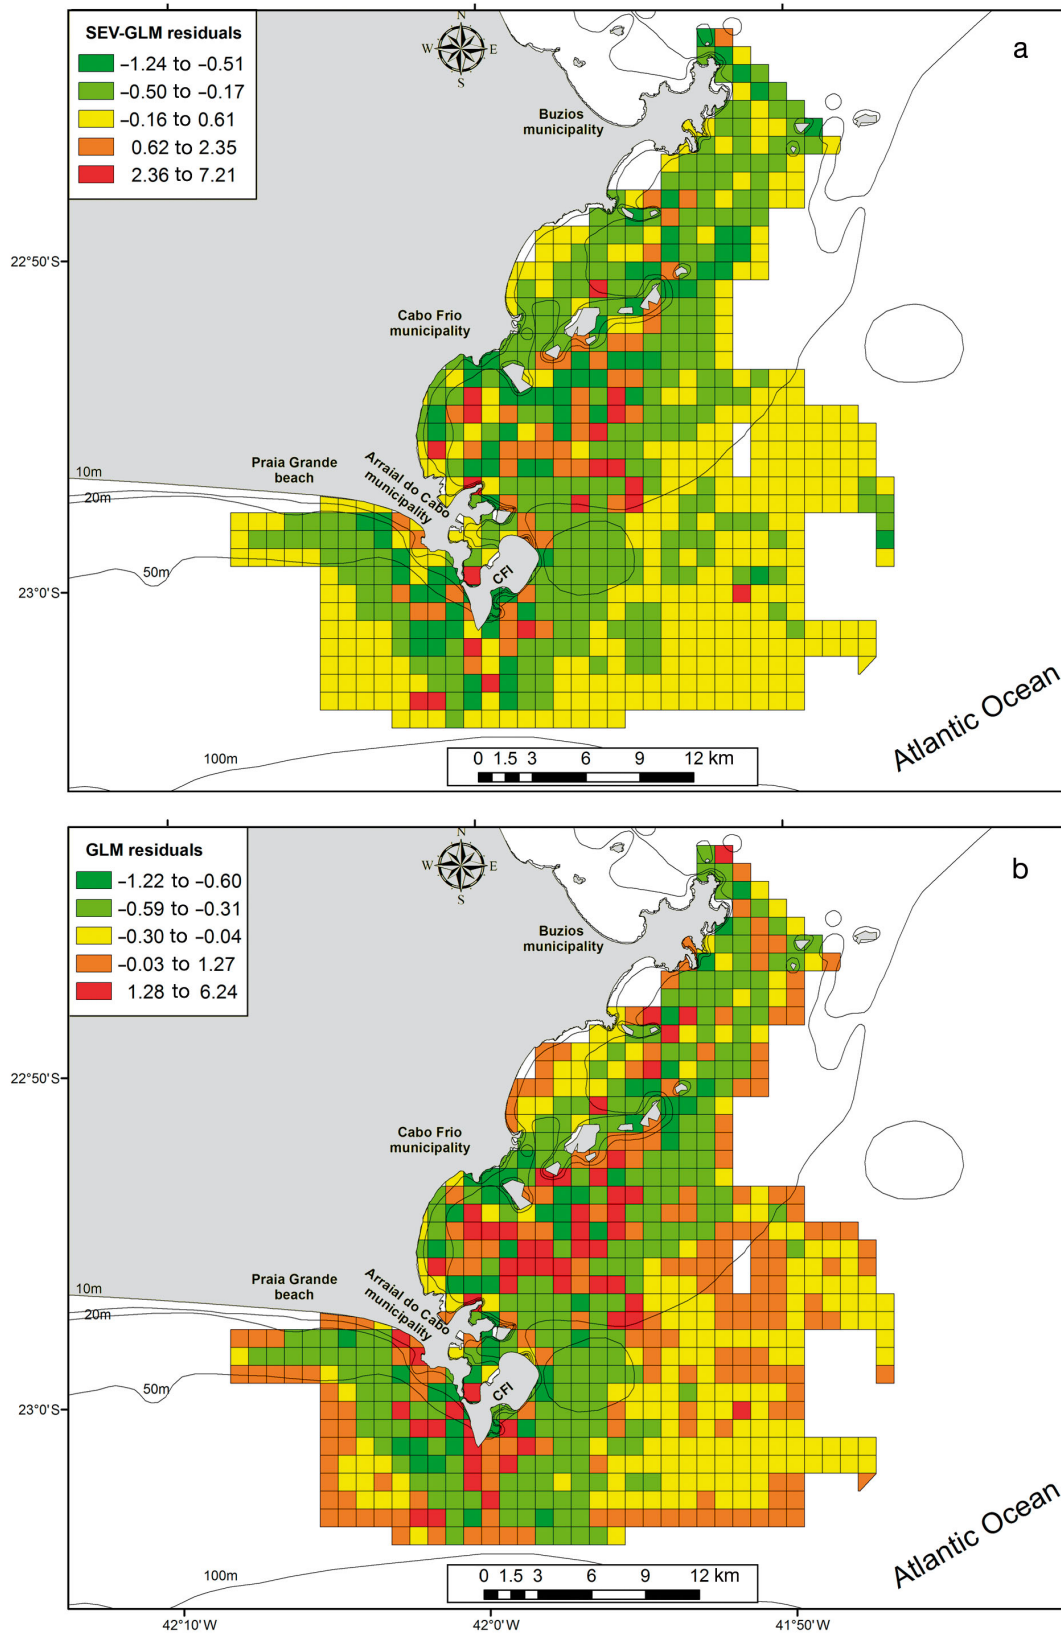 a
SEV-GLM residuals
−1.24 to −0.51
−0.50 to −0.17
−0.16 to 0.61
0.62 to 2.35
2.36 to 7.21
N
W E
S
Buzios
municipality
22°50'S
Cabo Frio
municipality
Praia Grande
beach
Arraial do Cabo
municipality
10m
20m
50m
CFI
23°0'S
Atlantic Ocean
100m
0 1.5 3 6 9 12 km
b
GLM residuals
−1.22 to −0.60
−0.59 to −0.31
−0.30 to −0.04
−0.03 to 1.27
1.28 to 6.24
N
W E
S
Buzios
municipality
22°50'S
Cabo Frio
municipality
Praia Grande
beach
Arraial do Cabo
municipality
10m
20m
50m
CFI
23°0'S
Atlantic Ocean
100m
0 1.5 3 6 9 12 km
42°10'W 42°0'W 41°50'W